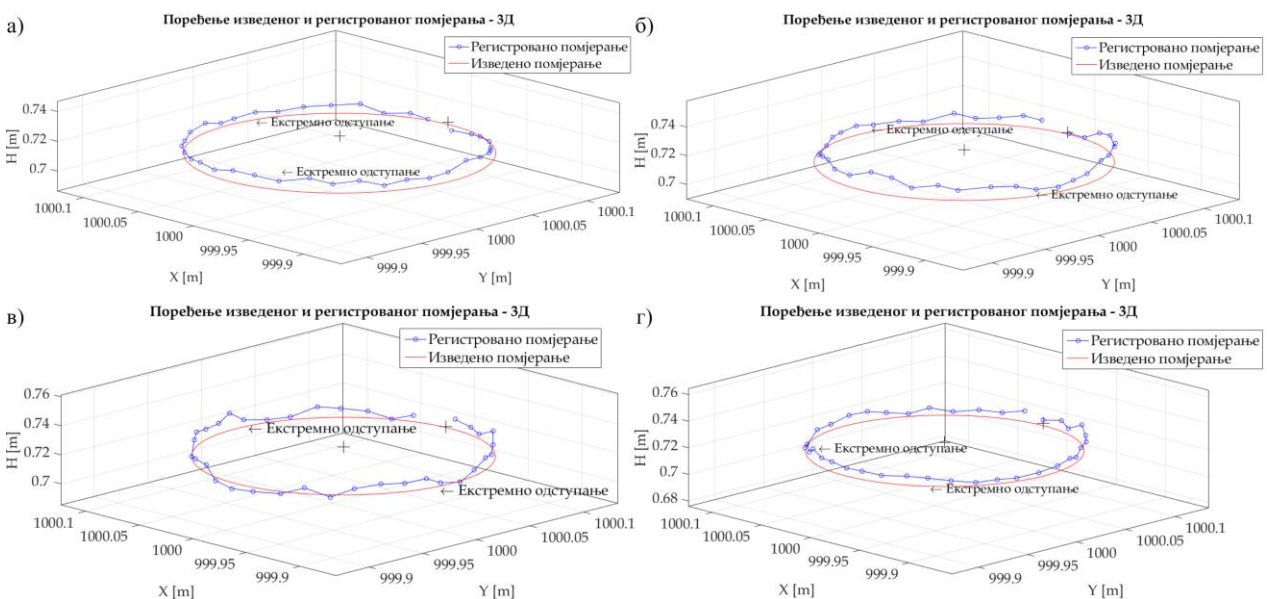 а)
Поређење изведеног и регистрованог помјерања - 3Д
Регистровано помјерање
Изведено помјерање
← Екстремно одступање
← Есктремно одступање
H [m]
0.74
0.72
0.7
1000.1
1000.05
1000
999.95
999.9
X [m]
999.9
999.95
1000
1000.05
1000.1
Y [m]
б)
Поређење изведеног и регистрованог помјерања - 3Д
Регистровано помјерање
Изведено помјерање
← Екстремно одступање
← Екстремно одступање
H [m]
0.74
0.72
0.7
1000.1
1000.05
1000
999.95
999.9
X [m]
999.9
999.95
1000
1000.05
1000.1
Y [m]
в)
Поређење изведеног и регистрованог помјерања - 3Д
Регистровано помјерање
Изведено помјерање
← Екстремно одступање
← Екстремно одступање
H [m]
0.76
0.74
0.72
0.7
1000.1
1000.05
1000
999.95
999.9
X [m]
999.9
999.95
1000
1000.05
1000.1
Y [m]
г)
Поређење изведеног и регистрованог помјерања - 3Д
Регистровано помјерање
Изведено помјерање
← Екстремно одступање
← Екстремно одступање
H [m]
0.76
0.74
0.72
0.7
0.68
1000.1
1000.05
1000
999.95
999.9
X [m]
999.9
999.95
1000
1000.05
1000.1
Y [m]